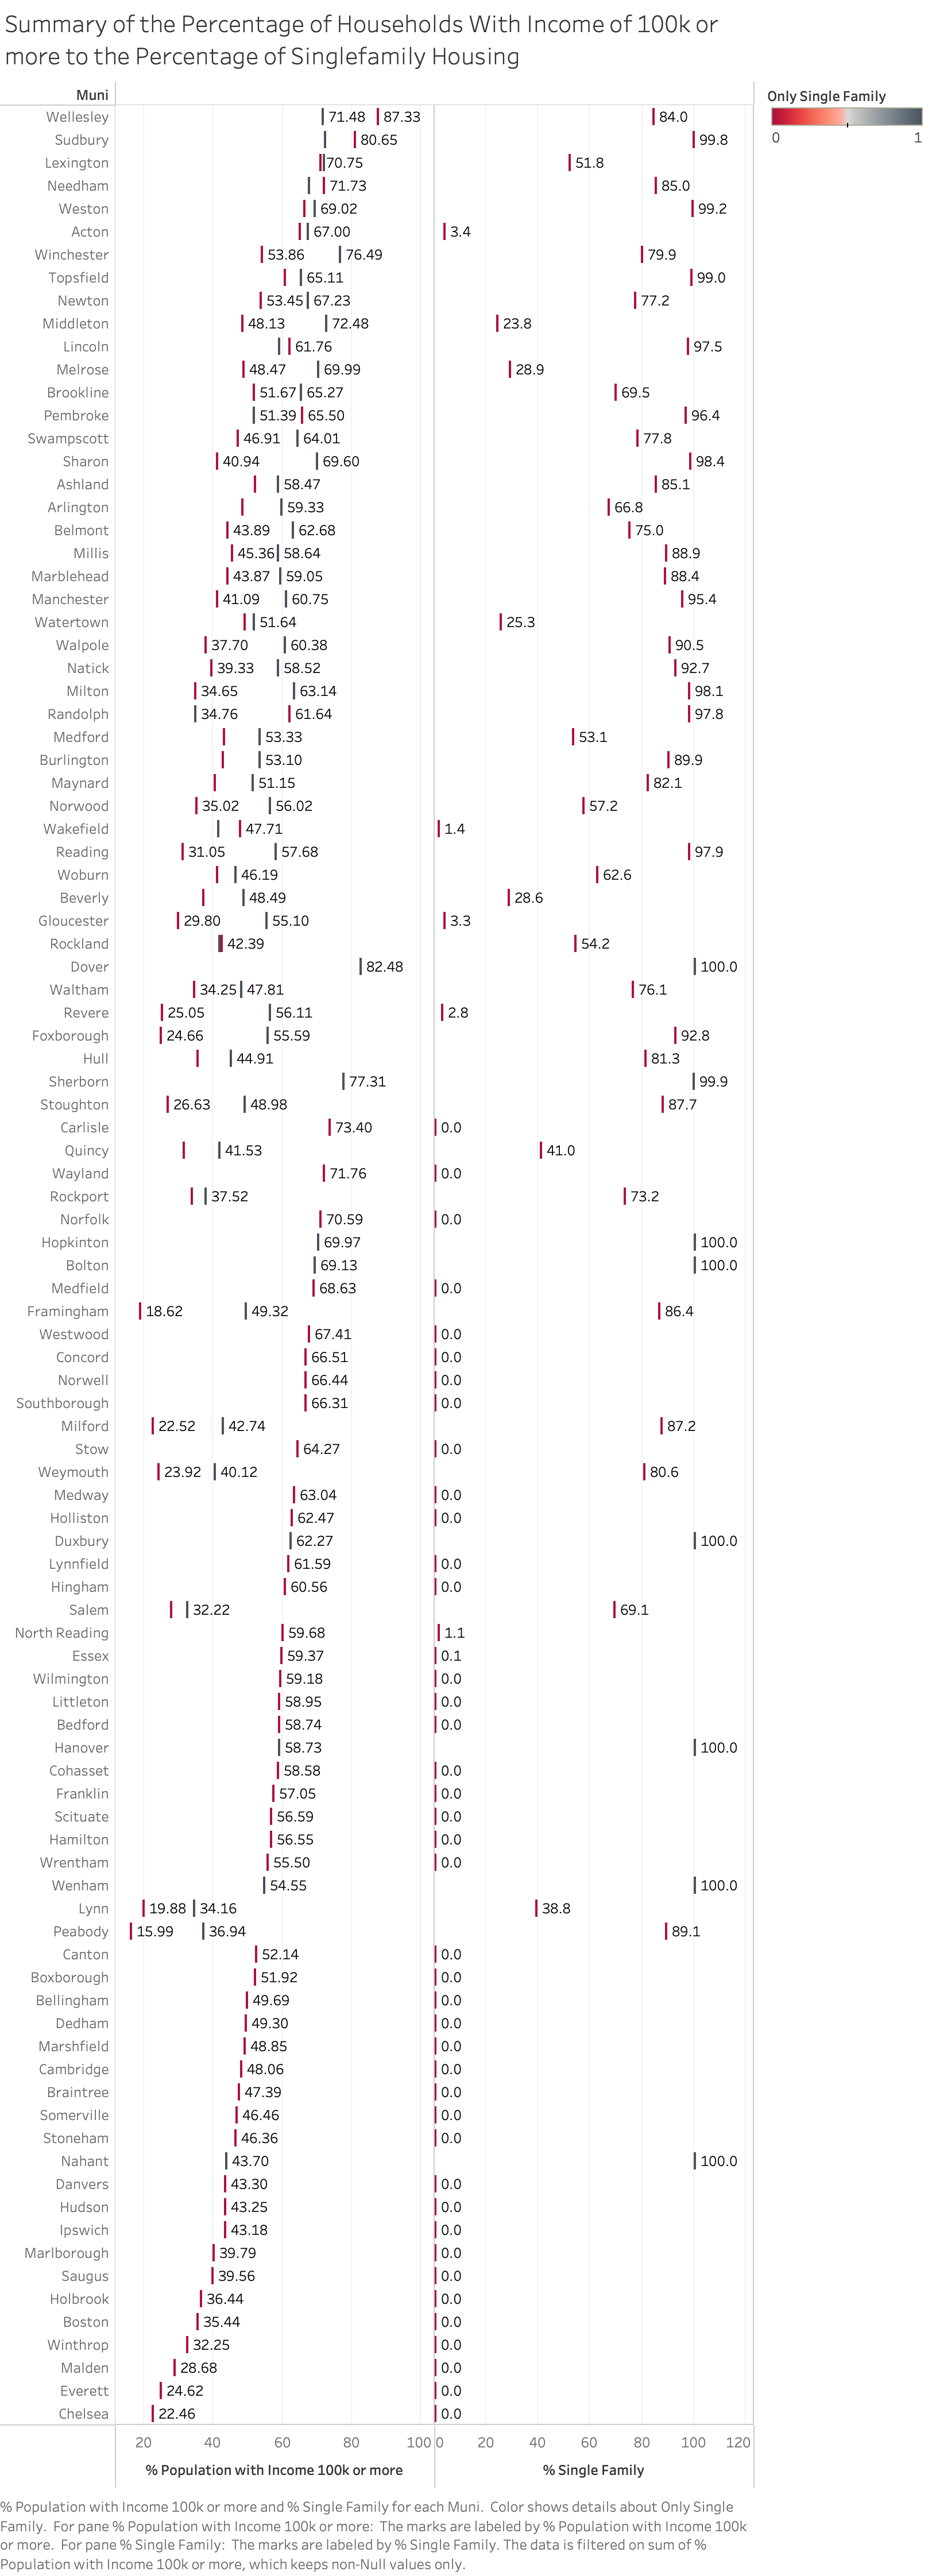 Summary of the Percentage of Households With Income of 100k or
more to the Percentage of Singlefamily Housing
Muni
Only Single Family
0 1
Wellesley 71.48 87.33 84.0
Sudbury 80.65 99.8
Lexington 70.75 51.8
Needham 71.73 85.0
Weston 69.02 99.2
Acton 67.00 3.4
Winchester 53.86 76.49 79.9
Topsfield 65.11 99.0
Newton 53.45 67.23 77.2
Middleton 48.13 72.48 23.8
Lincoln 61.76 97.5
Melrose 48.47 69.99 28.9
Brookline 51.67 65.27 69.5
Pembroke 51.39 65.50 96.4
Swampscott 46.91 64.01 77.8
Sharon 40.94 69.60 98.4
Ashland 58.47 85.1
Arlington 59.33 66.8
Belmont 43.89 62.68 75.0
Millis 45.36 58.64 88.9
Marblehead 43.87 59.05 88.4
Manchester 41.09 60.75 95.4
Watertown 51.64 25.3
Walpole 37.70 60.38 90.5
Natick 39.33 58.52 92.7
Milton 34.65 63.14 98.1
Randolph 34.76 61.64 97.8
Medford 53.33 53.1
Burlington 53.10 89.9
Maynard 51.15 82.1
Norwood 35.02 56.02 57.2
Wakefield 47.71 1.4
Reading 31.05 57.68 97.9
Woburn 46.19 62.6
Beverly 48.49 28.6
Gloucester 29.80 55.10 3.3
Rockland 42.39 54.2
Dover 82.48 100.0
Waltham 34.25 47.81 76.1
Revere 25.05 56.11 2.8
Foxborough 24.66 55.59 92.8
Hull 44.91 81.3
Sherborn 77.31 99.9
Stoughton 26.63 48.98 87.7
Carlisle 73.40 0.0
Quincy 41.53 41.0
Wayland 71.76 0.0
Rockport 37.52 73.2
Norfolk 70.59 0.0
Hopkinton 69.97 100.0
Bolton 69.13 100.0
Medfield 68.63 0.0
Framingham 18.62 49.32 86.4
Westwood 67.41 0.0
Concord 66.51 0.0
Norwell 66.44 0.0
Southborough 66.31 0.0
Milford 22.52 42.74 87.2
Stow 64.27 0.0
Weymouth 23.92 40.12 80.6
Medway 63.04 0.0
Holliston 62.47 0.0
Duxbury 62.27 100.0
Lynnfield 61.59 0.0
Hingham 60.56 0.0
Salem 32.22 69.1
North Reading 59.68 1.1
Essex 59.37 0.1
Wilmington 59.18 0.0
Littleton 58.95 0.0
Bedford 58.74 0.0
Hanover 58.73 100.0
Cohasset 58.58 0.0
Franklin 57.05 0.0
Scituate 56.59 0.0
Hamilton 56.55 0.0
Wrentham 55.50 0.0
Wenham 54.55 100.0
Lynn 19.88 34.16 38.8
Peabody 15.99 36.94 89.1
Canton 52.14 0.0
Boxborough 51.92 0.0
Bellingham 49.69 0.0
Dedham 49.30 0.0
Marshfield 48.85 0.0
Cambridge 48.06 0.0
Braintree 47.39 0.0
Somerville 46.46 0.0
Stoneham 46.36 0.0
Nahant 43.70 100.0
Danvers 43.30 0.0
Hudson 43.25 0.0
Ipswich 43.18 0.0
Marlborough 39.79 0.0
Saugus 39.56 0.0
Holbrook 36.44 0.0
Boston 35.44 0.0
Winthrop 32.25 0.0
Malden 28.68 0.0
Everett 24.62 0.0
Chelsea 22.46 0.0
20 40 60 80 100 0 20 40 60 80 100 120
% Population with Income 100k or more % Single Family
% Population with Income 100k or more and % Single Family for each Muni. Color shows details about Only Single
Family. For pane % Population with Income 100k or more: The marks are labeled by % Population with Income 100k
or more. For pane % Single Family: The marks are labeled by % Single Family. The data is filtered on sum of %
Population with Income 100k or more, which keeps non-Null values only.